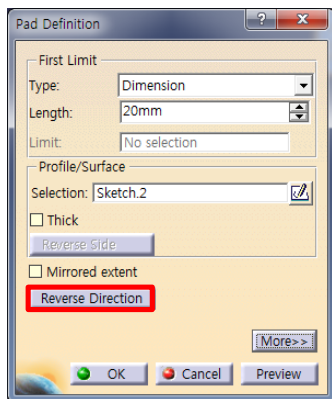 Pad Definition ? X
First Limit
Type: Dimension
Length: 20mm
Limit: No selection
Profile/Surface
Selection: Sketch.2
Thick
Reverse Side
Mirrored extent
Reverse Direction
More>>
OK Cancel Preview